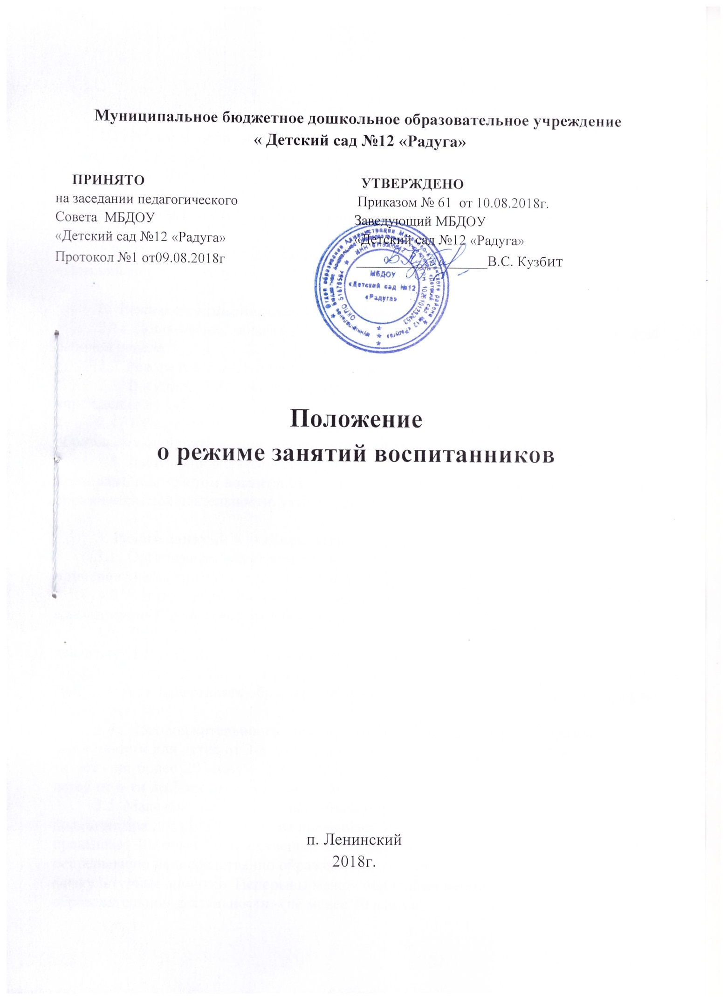 Муниципальное бюджетное дошкольное образовательное учреждение
« Детский сад №12 «Радуга»
ПРИНЯТО
на заседании педагогического
Совета МБДОУ
«Детский сад №12 «Радуга»
Протокол №1 от09.08.2018г
УТВЕРЖДЕНО
Приказом № 61 от 10.08.2018г.
Заведующий МБДОУ
«Детский сад №12 «Радуга»
В.С. Кузбит
МБДОУ
«Детский сад №12
«Радуга»
Положение
о режиме занятий воспитанников
п. Ленинский
2018г.